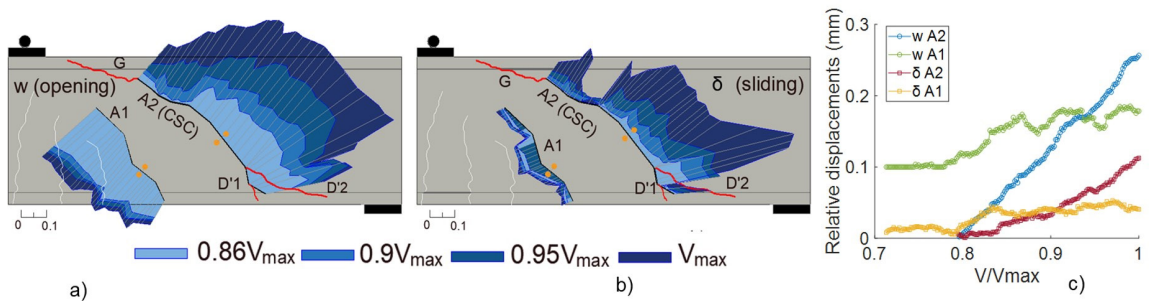 w (opening)
G
A2 (CSC)
A1
D'1
D'2
0 0.1
a)
δ (sliding)
G
A2 (CSC)
A1
D'1
D'2
0 0.1
b)
0.86Vmax 0.9Vmax 0.95Vmax Vmax
Relative displacements (mm)
0.3
0.2
0.1
0
w A2
w A1
δ A2
δ A1
0.7 0.8 0.9 1
V/Vmax
c)